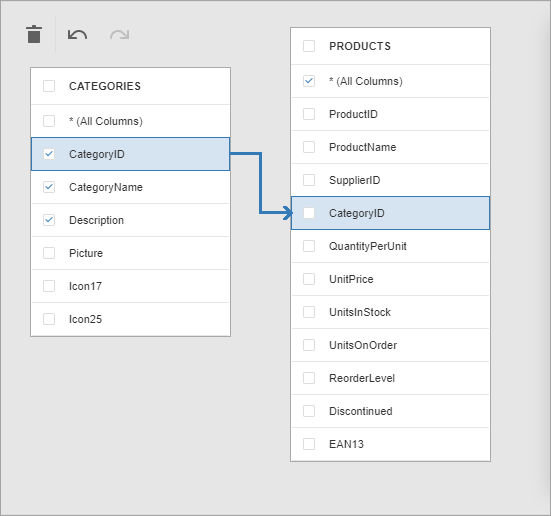 CATEGORIES
* (All Columns)
CategoryID
CategoryName
Description
Picture
Icon17
Icon25
PRODUCTS
* (All Columns)
ProductID
ProductName
SupplierID
CategoryID
QuantityPerUnit
UnitPrice
UnitsInStock
UnitsOnOrder
ReorderLevel
Discontinued
EAN13